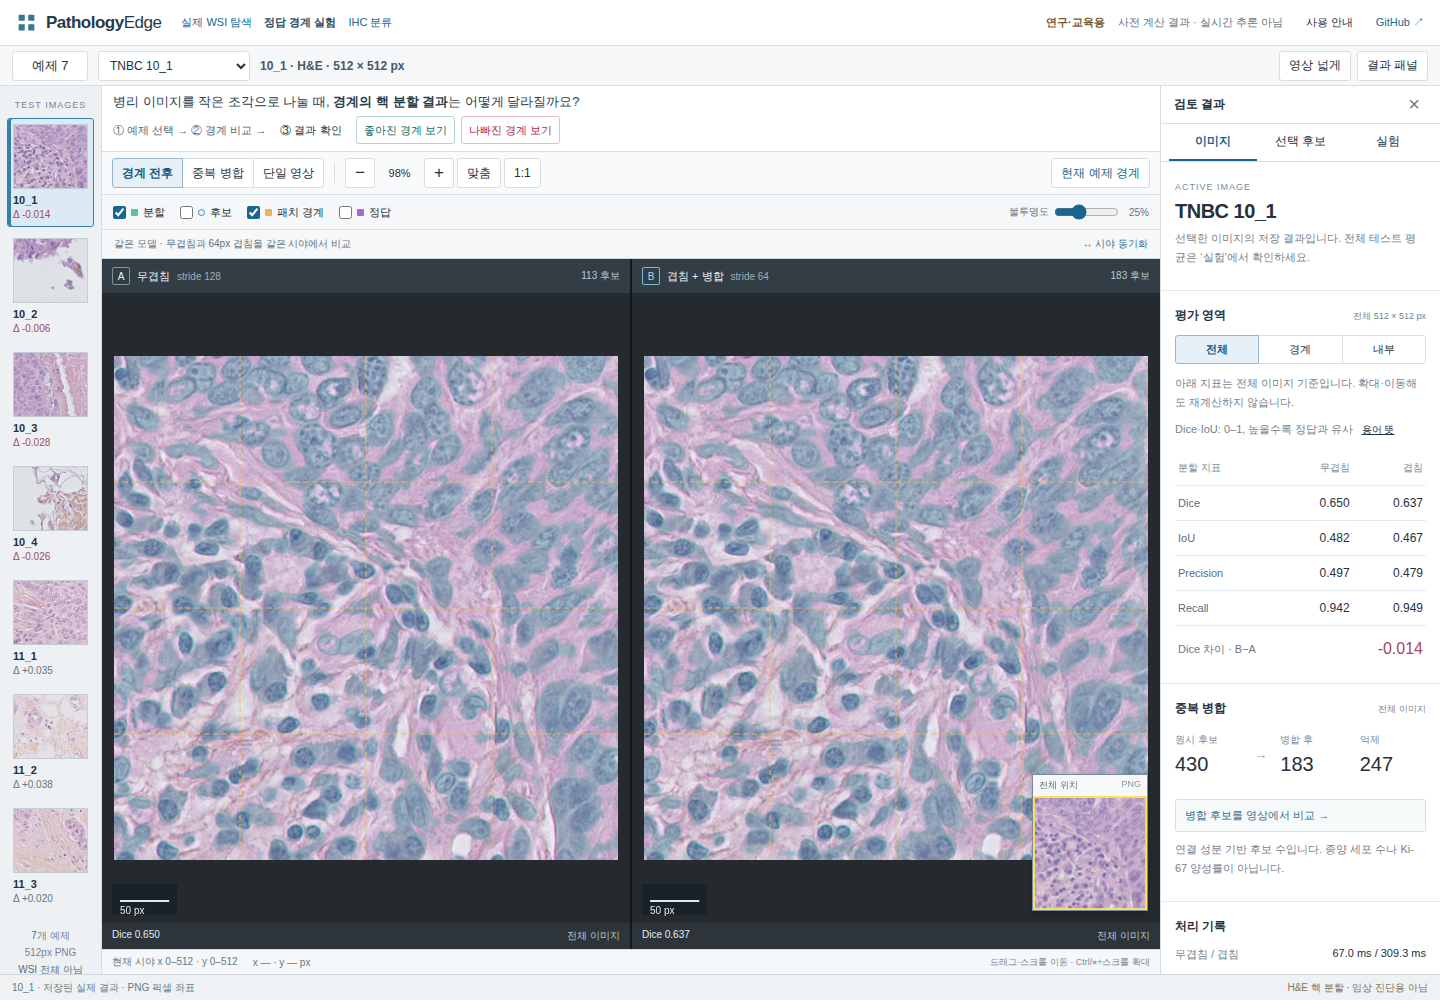 PathologyEdge 실제 WSI 탐색 정답 경계 실험 IHC 분류 연구·교육용 사전 계산 결과 · 실시간 추론 아님 사용 안내 GitHub ↗
예제 7 TNBC 10_1 10_1 · H&E · 512 × 512 px 영상 넓게 결과 패널
TEST IMAGES
10_1
Δ -0.014
10_2
Δ -0.006
10_3
Δ -0.028
10_4
Δ -0.026
11_1
Δ +0.035
11_2
Δ +0.038
11_3
Δ +0.020
7개 예제
512px PNG
WSI 전체 아님
병리 이미지를 작은 조각으로 나눌 때, 경계의 핵 분할 결과는 어떻게 달라질까요?
① 예제 선택 → ② 경계 비교 → ③ 결과 확인 좋아진 경계 보기 나빠진 경계 보기
경계 전후 중복 병합 단일 영상 − 98% + 맞춤 1:1 현재 예제 경계
분할 후보 패치 경계 정답 불투명도 25%
같은 모델 · 무겹침과 64px 겹침을 같은 시야에서 비교 ↔ 시야 동기화
A 무겹침 stride 128 113 후보
B 겹침 + 병합 stride 64 183 후보
전체 위치 PNG
50 px
50 px
Dice 0.650 전체 이미지
Dice 0.637 전체 이미지
현재 시야 x 0–512 · y 0–512 x — · y — px 드래그·스크롤 이동 · Ctrl/⌘+스크롤 확대
검토 결과 ×
이미지 선택 후보 실험
ACTIVE IMAGE
TNBC 10_1
선택한 이미지의 저장 결과입니다. 전체 테스트 평
균은 '실험'에서 확인하세요.
평가 영역 전체 512 × 512 px
전체 경계 내부
아래 지표는 전체 이미지 기준입니다. 확대·이동해
도 재계산하지 않습니다.
Dice·IoU: 0–1, 높을수록 정답과 유사 용어 뜻
분할 지표 무겹침 겹침
Dice 0.650 0.637
IoU 0.482 0.467
Precision 0.497 0.479
Recall 0.942 0.949
Dice 차이 · B−A -0.014
중복 병합 전체 이미지
원시 후보 병합 후 억제
430 → 183 247
병합 후보를 영상에서 비교 →
연결 성분 기반 후보 수입니다. 종양 세포 수나 Ki-
67 양성률이 아닙니다.
처리 기록
무겹침 / 겹침 67.0 ms / 309.3 ms
10_1 · 저장된 실제 결과 · PNG 픽셀 좌표 H&E 핵 분할 · 임상 진단용 아님